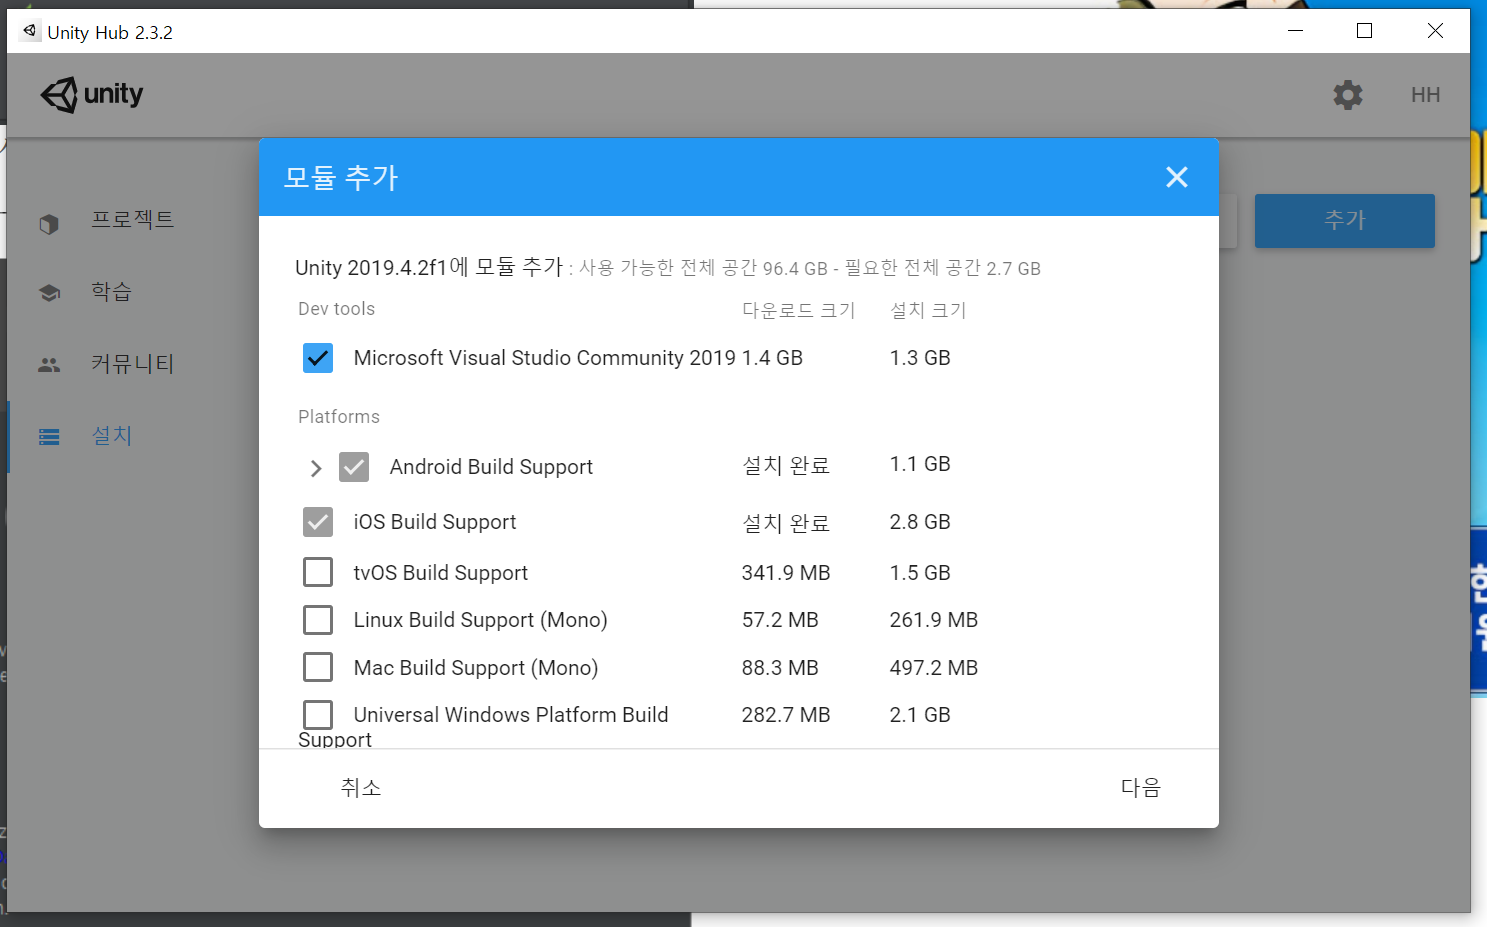 Unity Hub 2.3.2
unity
HH
모듈 추가
프로젝트
추가
학습
커뮤니티
설치
Unity 2019.4.2f1에 모듈 추가 : 사용 가능한 전체 공간 96.4 GB - 필요한 전체 공간 2.7 GB
Dev tools 다운로드 크기 설치 크기
Microsoft Visual Studio Community 2019 1.4 GB 1.3 GB
Platforms
Android Build Support 설치 완료 1.1 GB
iOS Build Support 설치 완료 2.8 GB
tvOS Build Support 341.9 MB 1.5 GB
Linux Build Support (Mono) 57.2 MB 261.9 MB
Mac Build Support (Mono) 88.3 MB 497.2 MB
Universal Windows Platform Build 282.7 MB 2.1 GB
Support
취소 다음